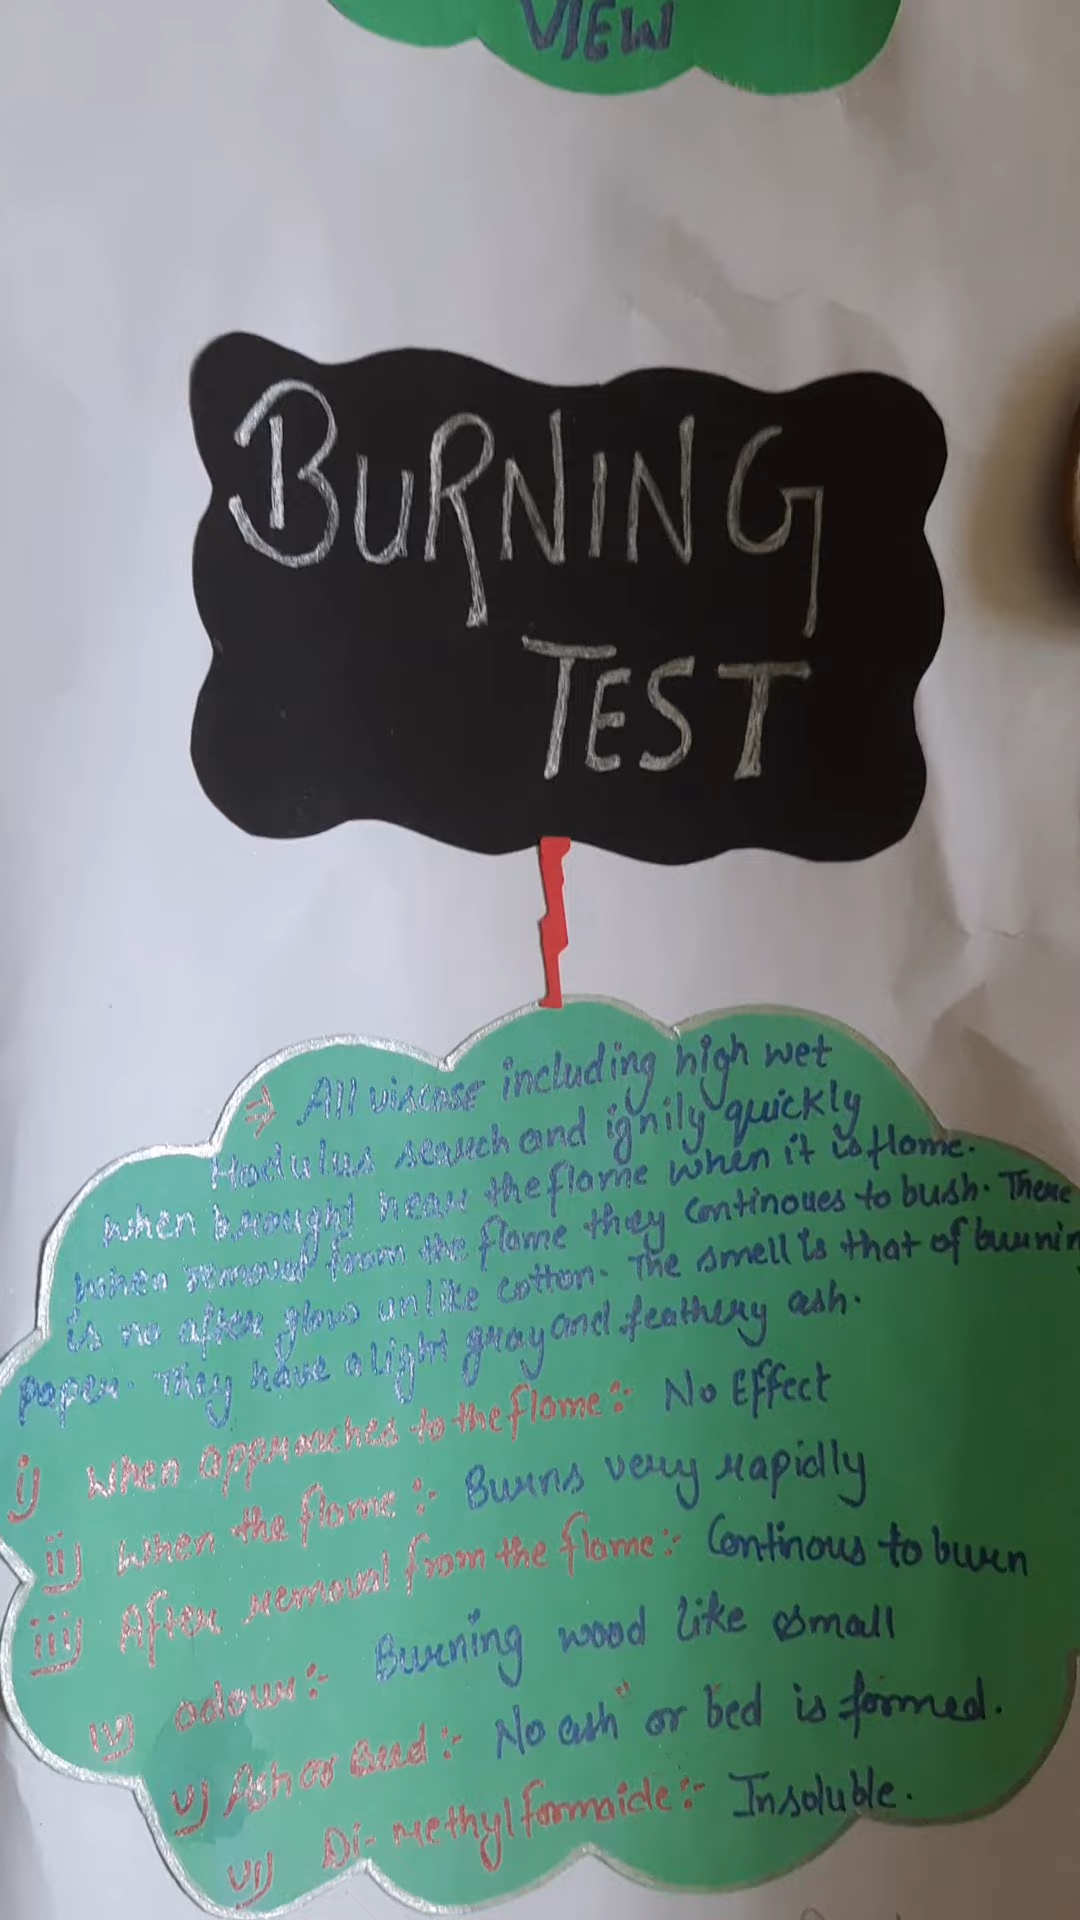 VIEW
BURNING
TEST
⇒ All viscose including high wet
Modulus search and ignily quickly
when brought near the flame when it is flame.
when removed from the flame they continoues to bush. There
is no after glow unlike cotton. The smell is that of burnin
paper. They have a light gray and feathery ash.
i) When approaches to the flame:- No Effect
ii) When the flame:- Burns very rapidly
iii) After removal from the flame:- Continous to burn
iv) odour:- Burning wood like smell
v) Ash or Beed:- No ash" or bed is formed.
vi) Di-methylformaide:- Insoluble.